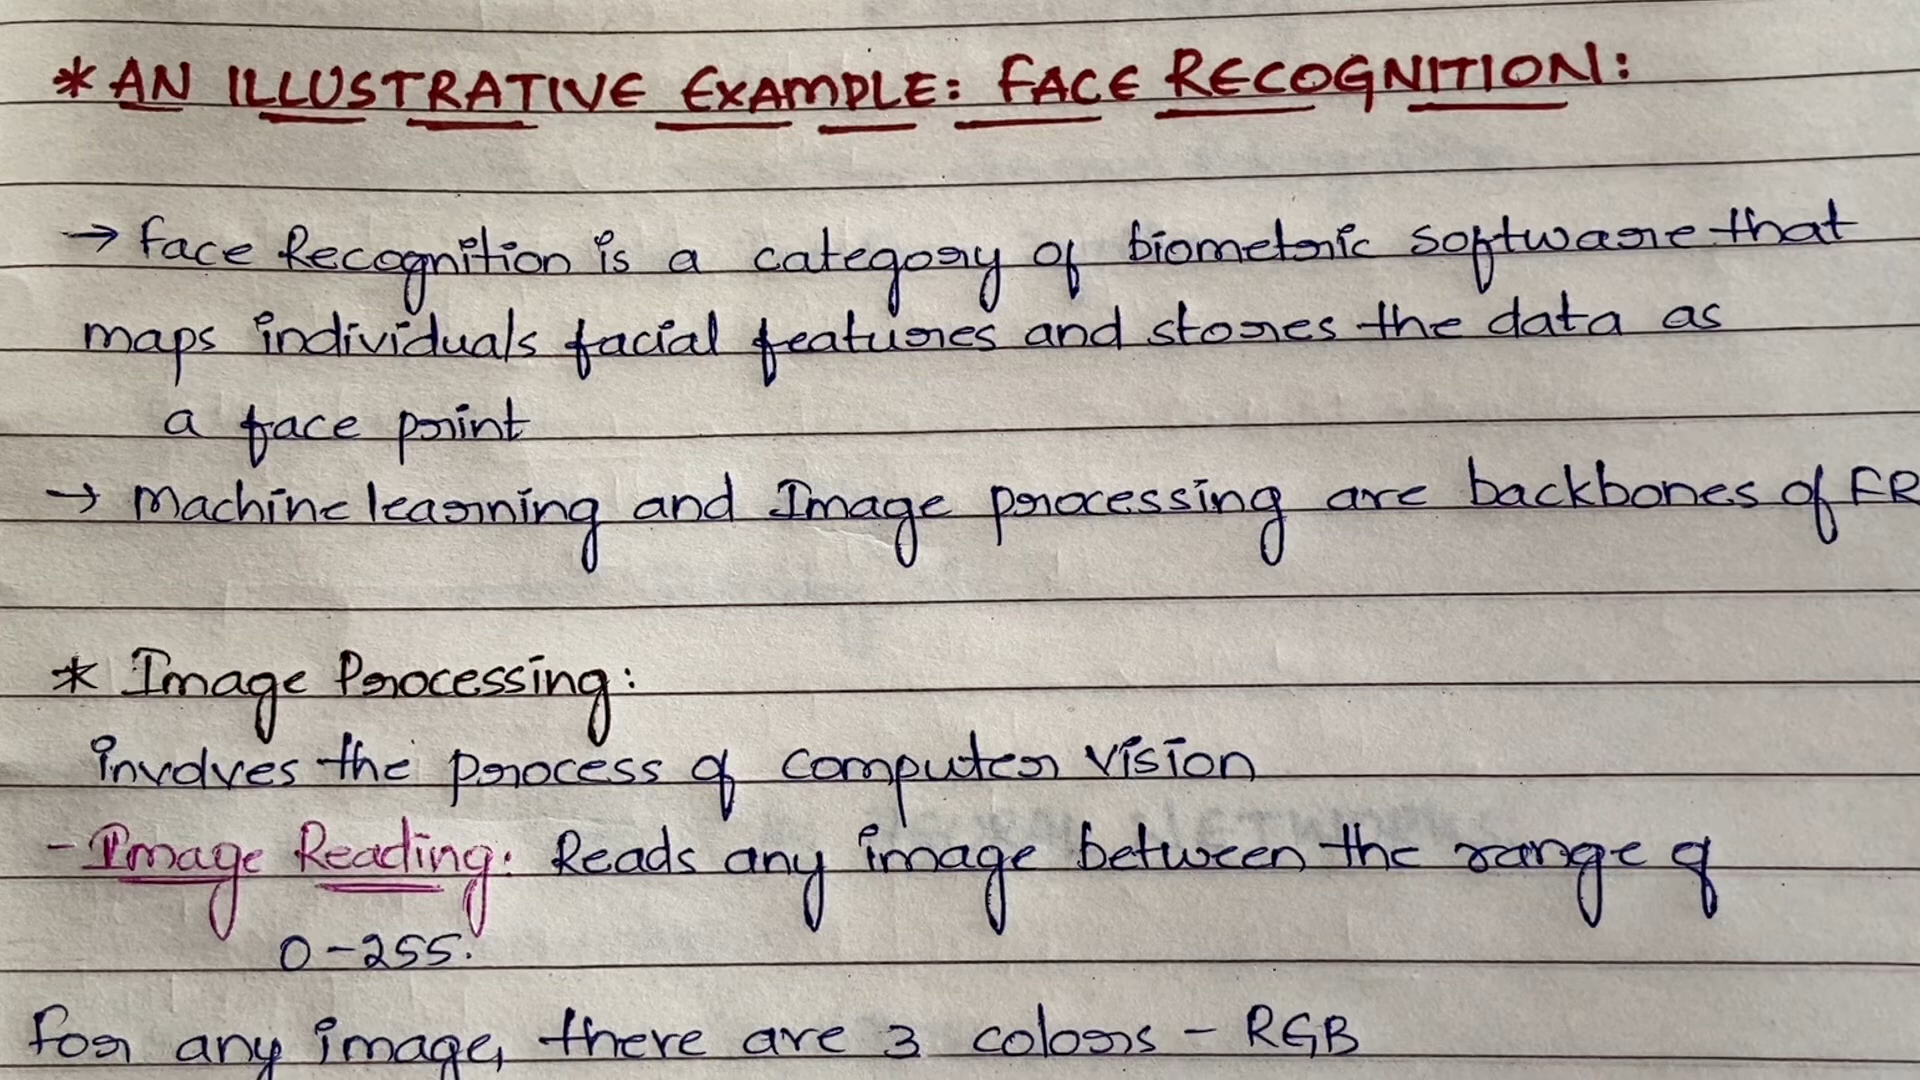 * AN ILLUSTRATIVE EXAMPLE: FACE RECOGNITION:
→ Face Recognition is a category of biometric software that
maps individuals facial features and stores the data as
a face print
→ Machine learning and Image processing are backbones of FR
* Image Processing:
involves the process of computer vision
- Image Reading: Reads any image between the range of
0-255.
For any image, there are 3 colors - RGB